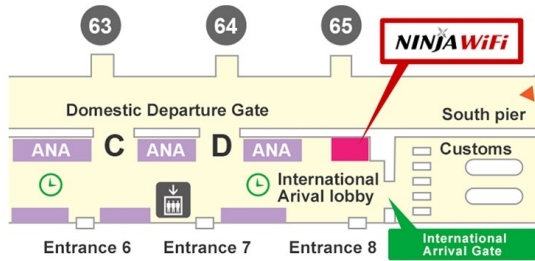 63
64
65
NINJA WiFi
Domestic Departure Gate
South pier
ANA
C
ANA
D
ANA
Customs
International
Arival lobby
Entrance 6
Entrance 7
Entrance 8
International
Arrival Gate